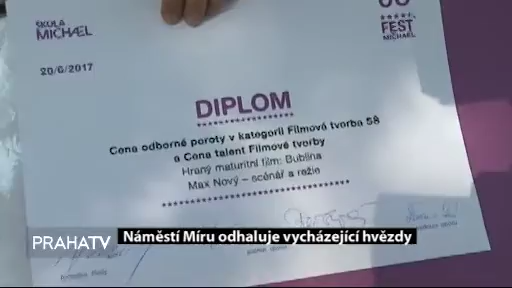 ŠKOLA
MICHAEL
FEST
MICHAEL
20/6/2017
DIPLOM
Cena odborné poroty v kategorii Filmová tvorba 58
a Cena talent Filmové tvorby
Hraný maturitní film: Bublina
Max Nový – scénář a režie
Náměstí Míru odhaluje vycházející hvězdy
PRAHATV